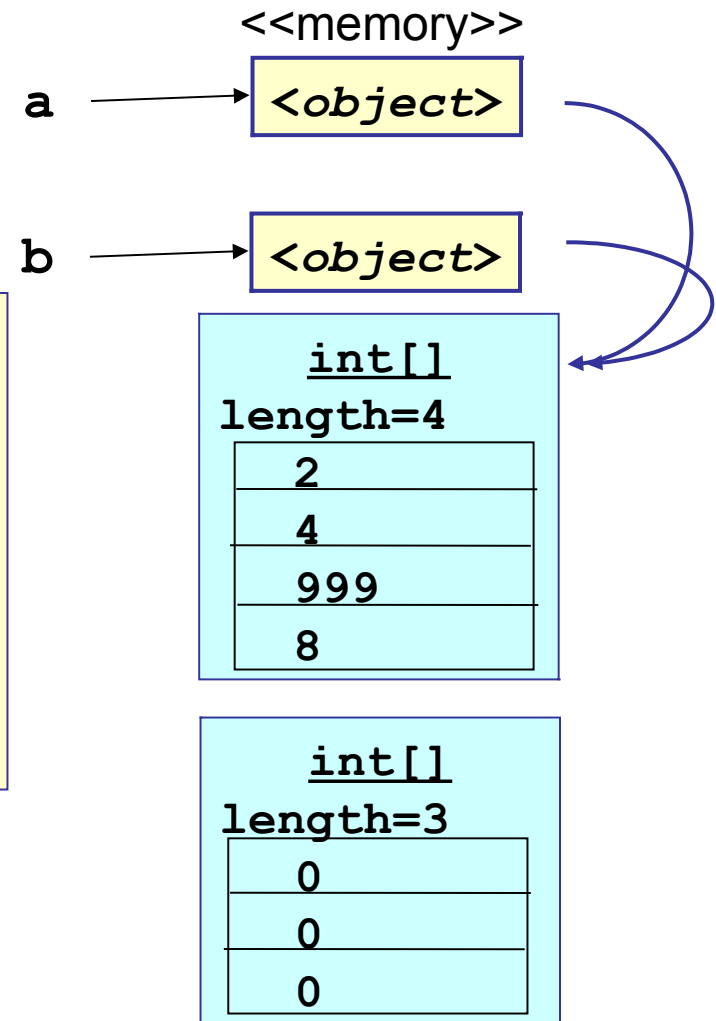 <<memory>>
a <object>
b <object>
int[]
length=4
2
4
999
8
int[]
length=3
0
0
0